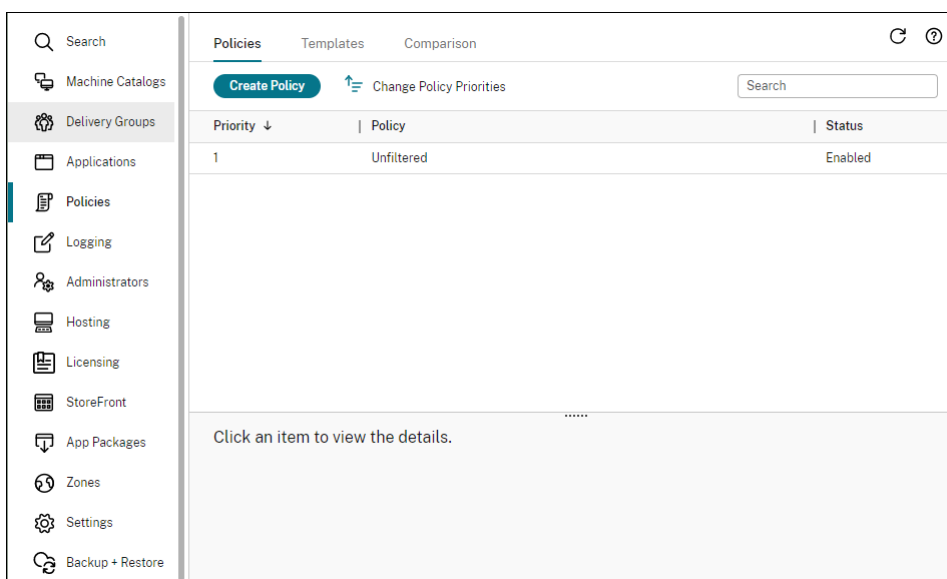 Search
Machine Catalogs
Delivery Groups
Applications
Policies
Logging
Administrators
Hosting
Licensing
StoreFront
App Packages
Zones
Settings
Backup + Restore
Policies Templates Comparison
Create Policy Change Policy Priorities Search
Priority Policy Status
1 Unfiltered Enabled
Click an item to view the details.